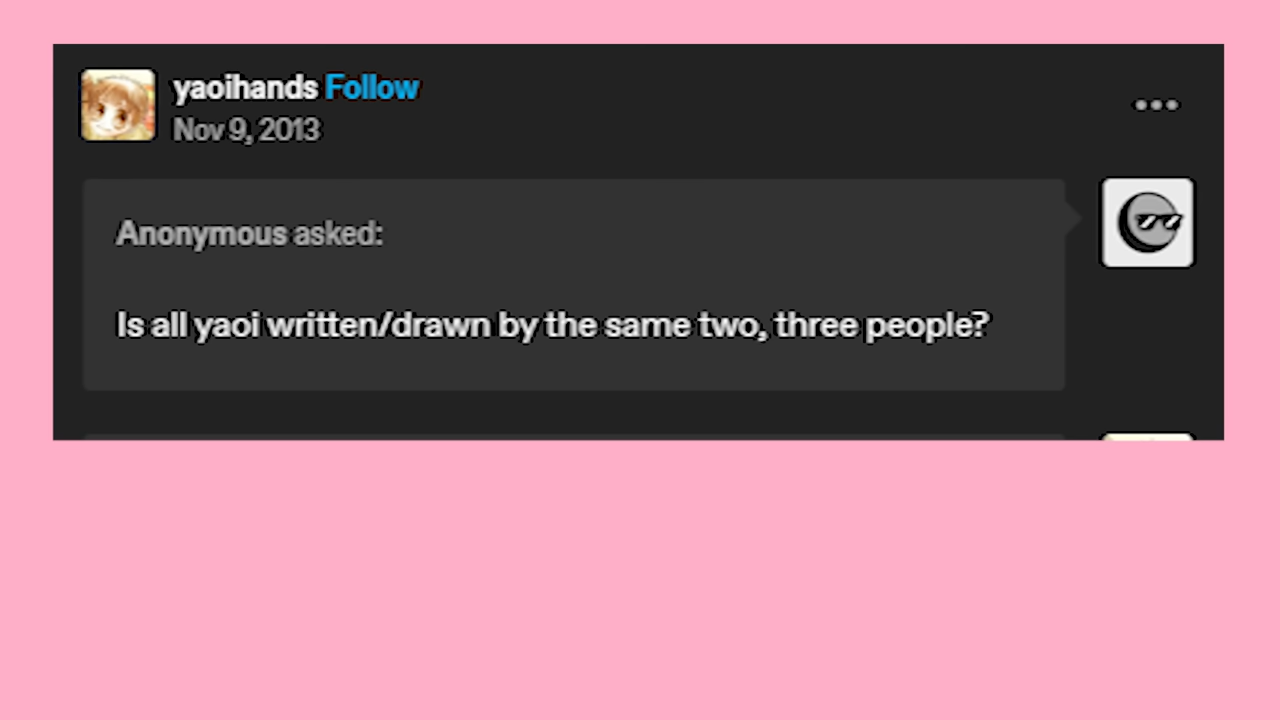 yaoihands Follow
Nov 9, 2013
Anonymous asked:
Is all yaoi written/drawn by the same two, three people?